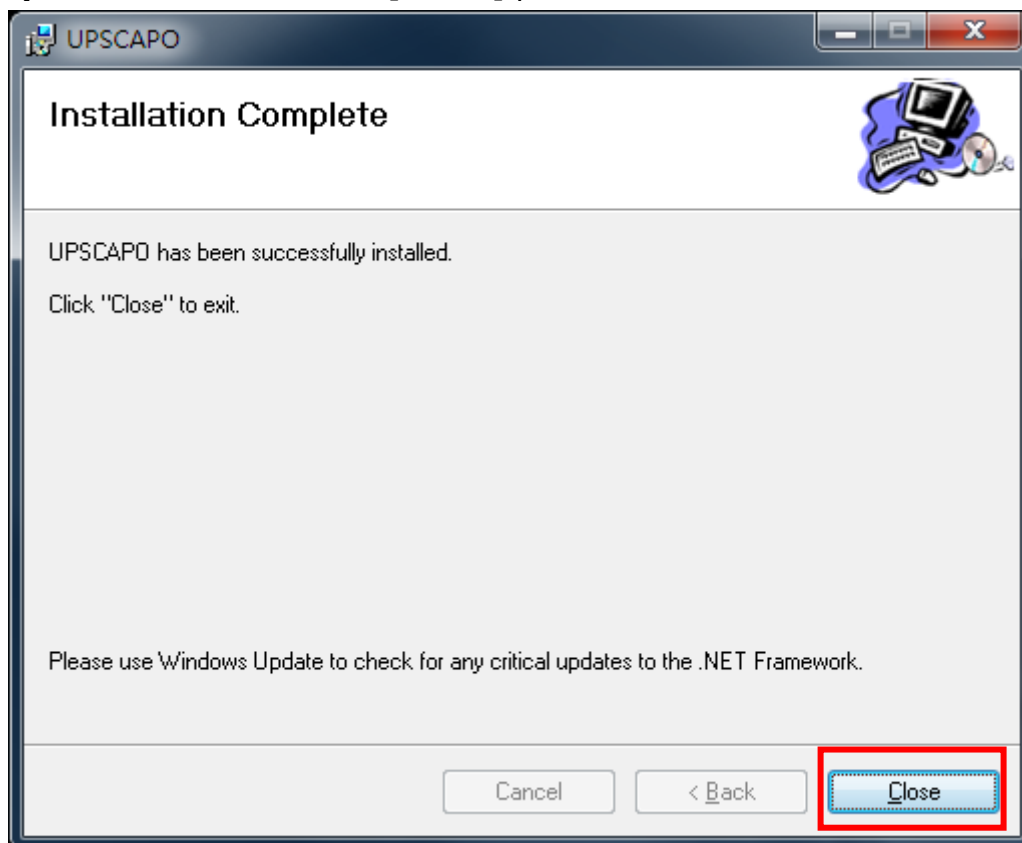 UPSCAPO
Installation Complete
UPSCAPO has been successfully installed.
Click "Close" to exit.
Please use Windows Update to check for any critical updates to the .NET Framework.
Cancel
< Back
Close